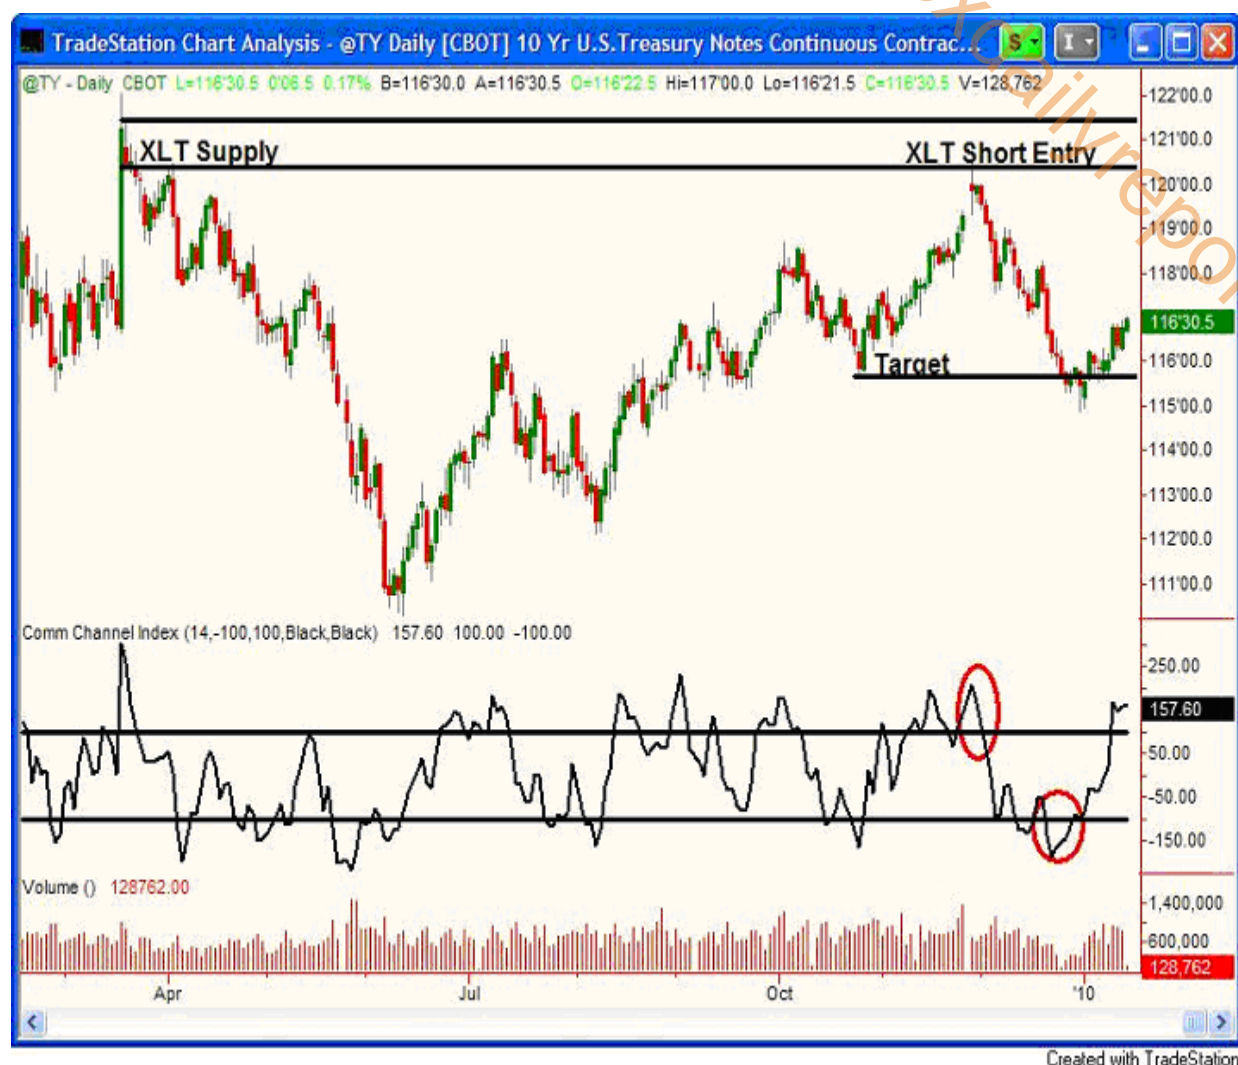 TradeStation Chart Analysis - @TY Daily [CBOT] 10 Yr U.S.Treasury Notes Continuous Contrac... S I
@TY - Daily CBOT L=116'30.5 0'06.5 0.17% B=116'30.0 A=116'30.5 O=116'22.5 Hi=117'00.0 Lo=116'21.5 C=116'30.5 V=128,762
122'00.0
121'00.0
XLT Supply
XLT Short Entry
120'00.0
119'00.0
118'00.0
116'30.5
116'00.0
Target
115'00.0
114'00.0
113'00.0
112'00.0
111'00.0
Comm Channel Index (14,-100,100,Black,Black) 157.60 100.00 -100.00
250.00
157.60
50.00
-50.00
-150.00
Volume () 128762.00
1,400,000
600,000
128,762
Apr Jul Oct '10
Created with TradeStation